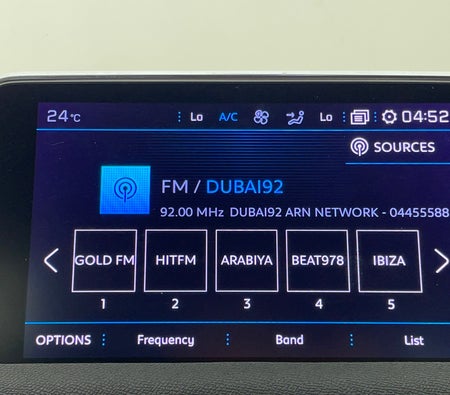 24°C Lo A/C Lo 04:52
SOURCES
FM / DUBAI92
92.00 MHz DUBAI92 ARN NETWORK - 04455588
GOLD FM HITFM ARABIYA BEAT978 IBIZA
1 2 3 4 5
OPTIONS Frequency Band List